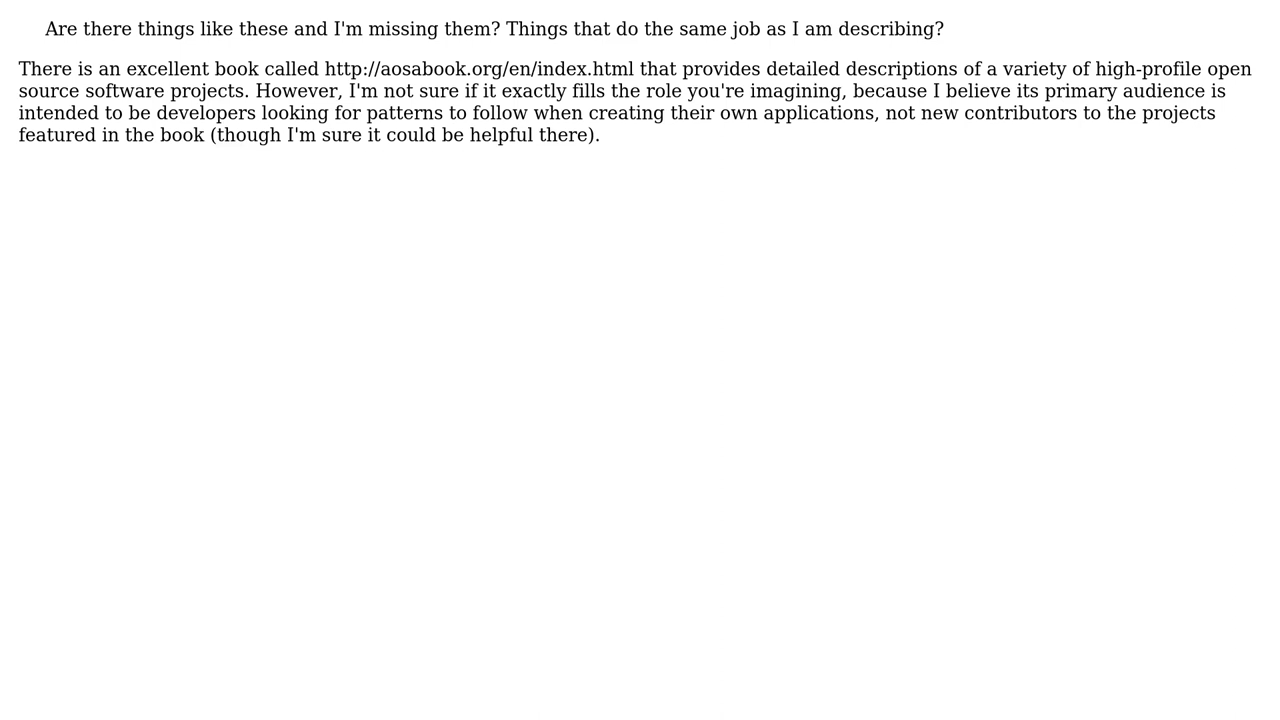 Are there things like these and I'm missing them? Things that do the same job as I am describing?
There is an excellent book called http://aosabook.org/en/index.html that provides detailed descriptions of a variety of high-profile open
source software projects. However, I'm not sure if it exactly fills the role you're imagining, because I believe its primary audience is
intended to be developers looking for patterns to follow when creating their own applications, not new contributors to the projects
featured in the book (though I'm sure it could be helpful there).